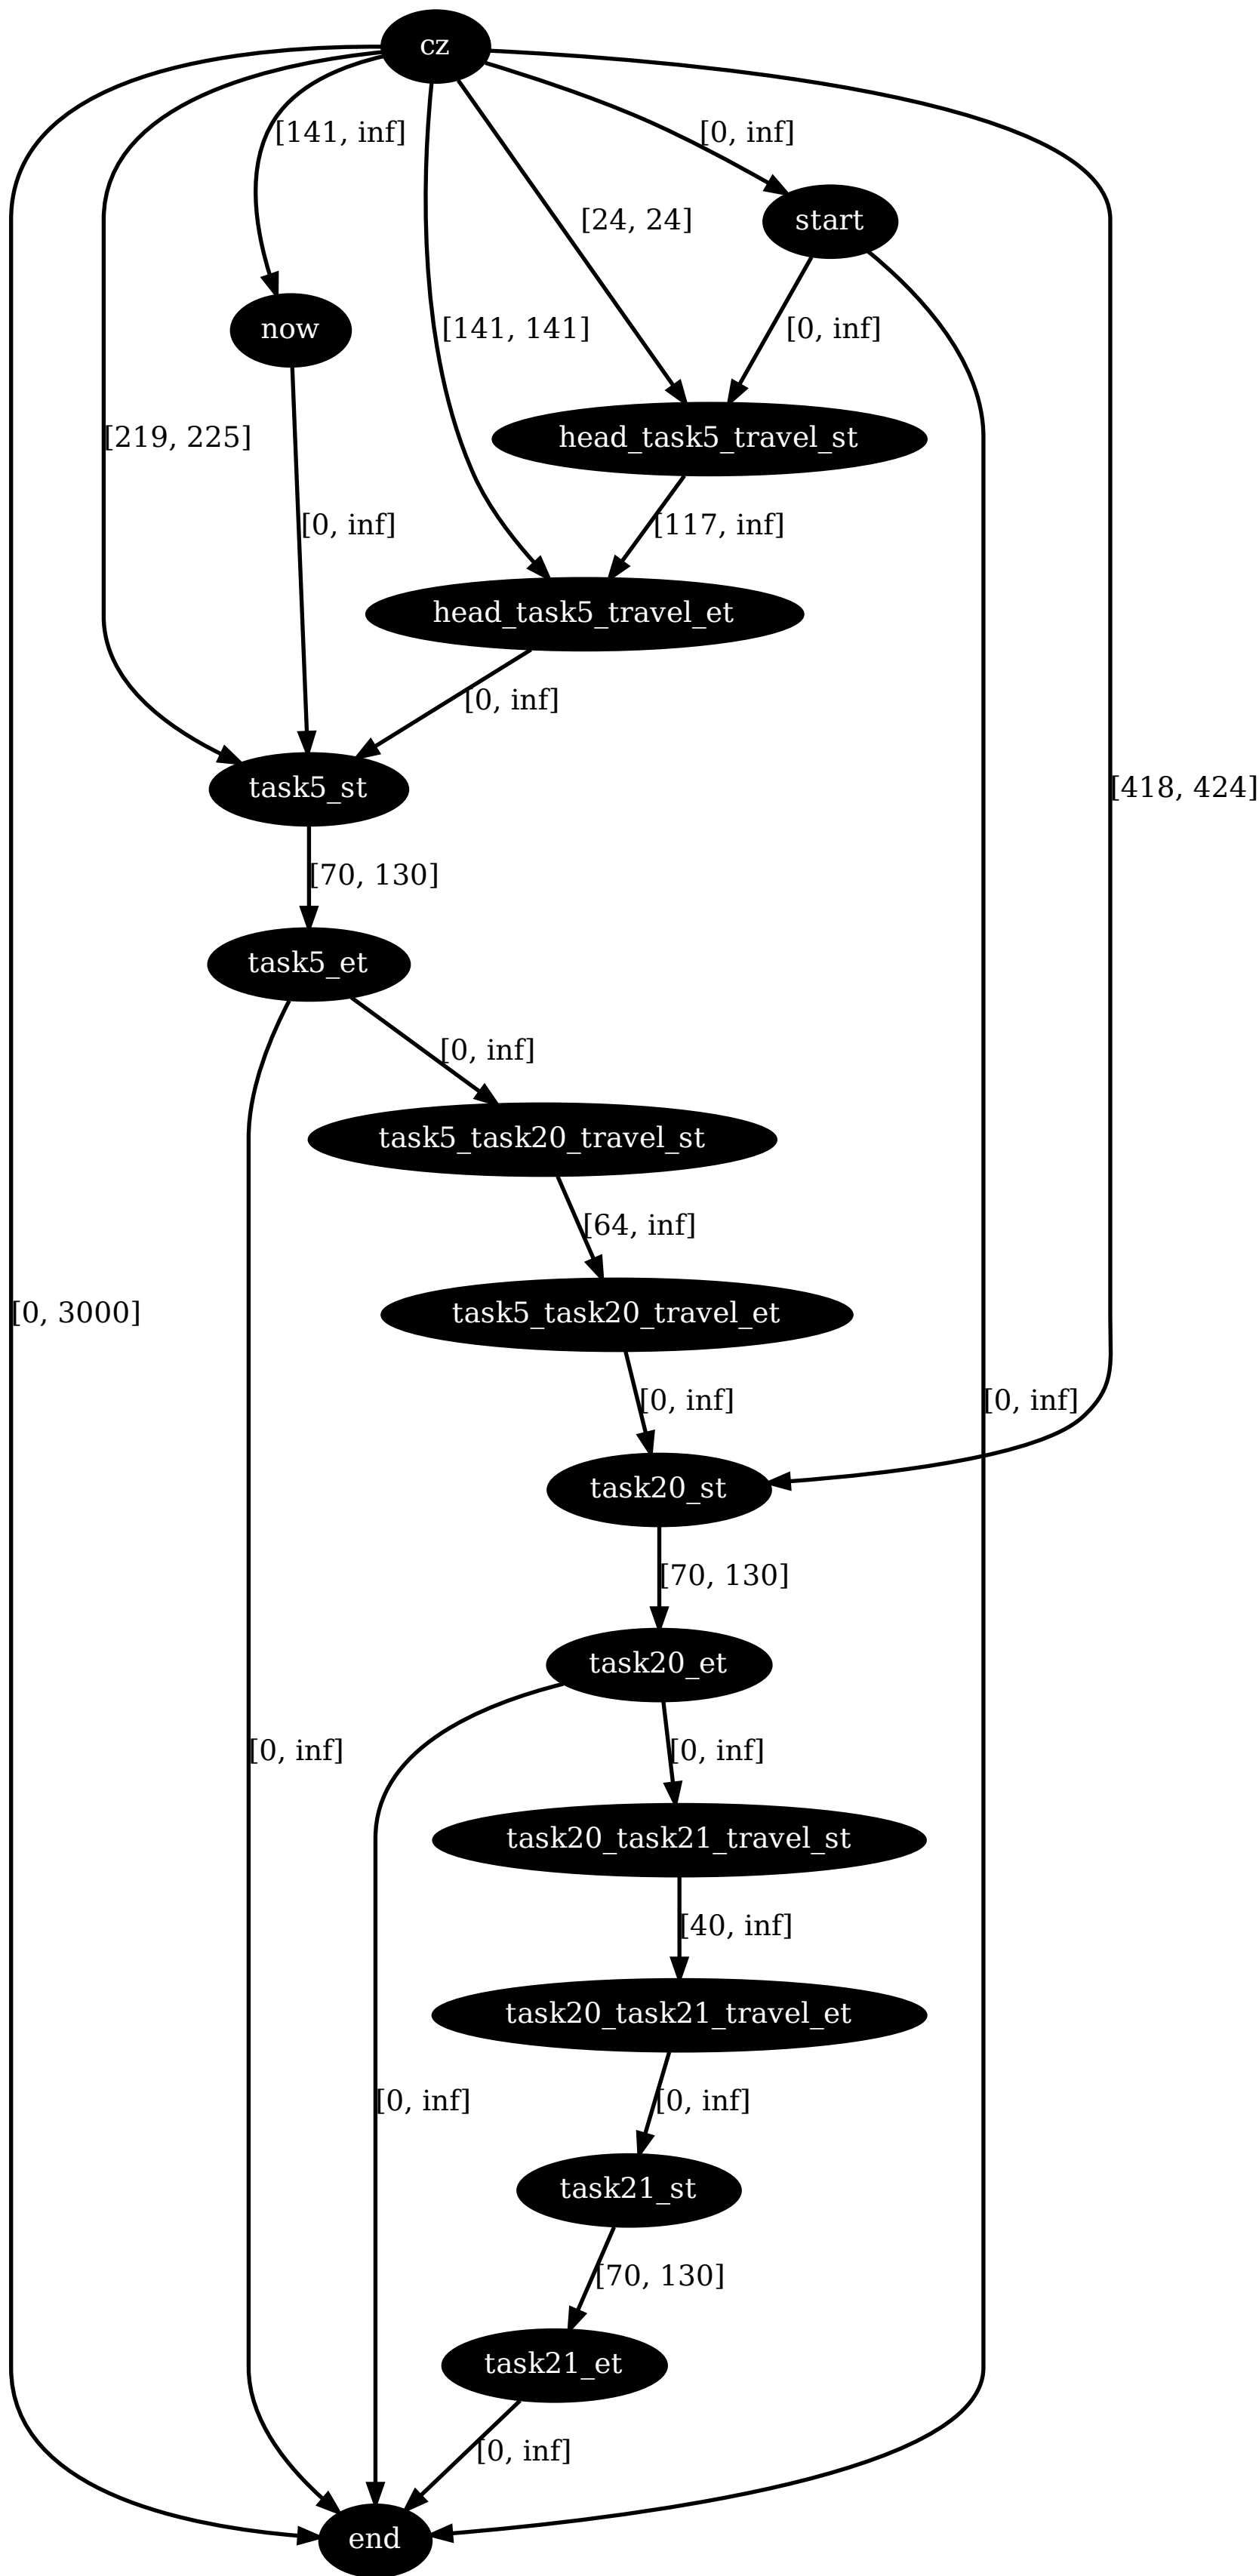 cz
[141, inf]
[0, inf]
start
[24, 24]
now
[141, 141]
[0, inf]
[219, 225]
head_task5_travel_st
[0, inf]
[117, inf]
head_task5_travel_et
[0, inf]
task5_st
[418, 424]
[70, 130]
task5_et
[0, inf]
task5_task20_travel_st
[64, inf]
[0, 3000]
task5_task20_travel_et
[0, inf]
[0, inf]
task20_st
[70, 130]
task20_et
[0, inf]
[0, inf]
task20_task21_travel_st
[40, inf]
task20_task21_travel_et
[0, inf]
[0, inf]
task21_st
[70, 130]
task21_et
[0, inf]
end